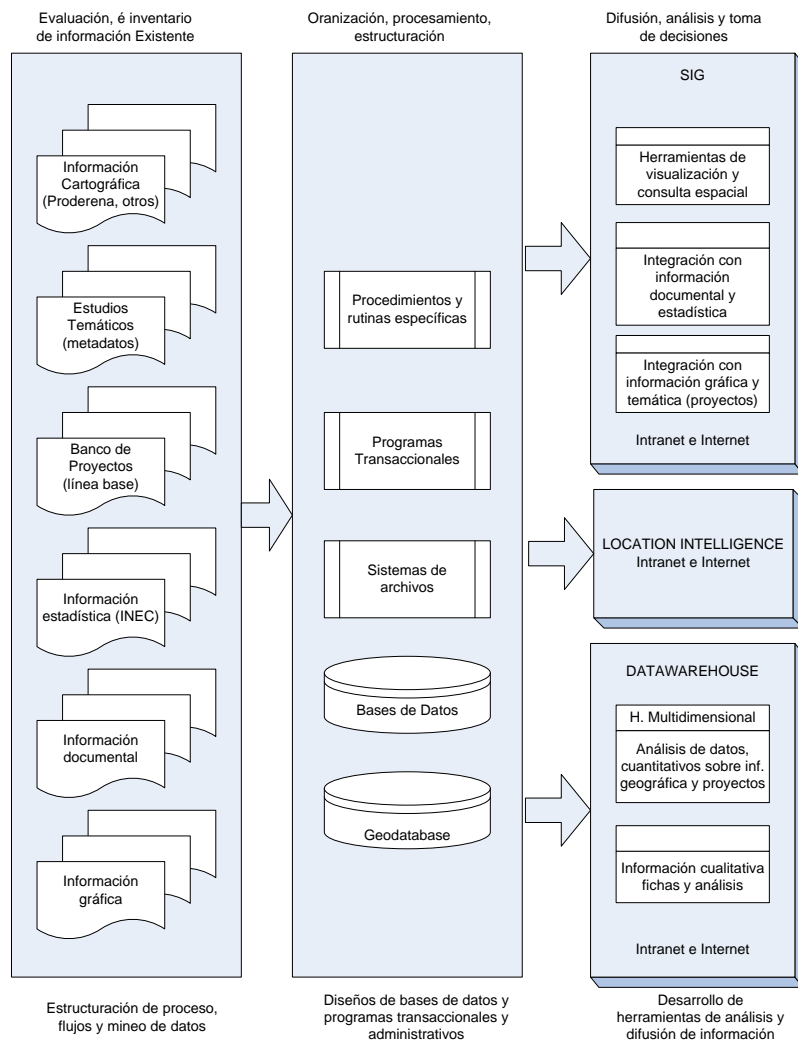 Evaluación, é inventario
de información Existente
Información
Cartográfica
(Proderena, otros)
Estudios
Temáticos
(metadatos)
Banco de
Proyectos
(línea base)
Información
estadística (INEC)
Información
documental
Información
gráfica
Estructuración de proceso,
flujos y mineo de datos
Oranización, procesamiento,
estructuración
Procedimientos y
rutinas específicas
Programas
Transaccionales
Sistemas de
archivos
Bases de Datos
Geodatabase
Diseños de bases de datos y
programas transaccionales y
administrativos
Difusión, análisis y toma
de decisiones
SIG
Herramientas de
visualización y
consulta espacial
Integración con
información
documental y
estadística
Integración con
información gráfica y
temática (proyectos)
Intranet e Internet
LOCATION INTELLIGENCE
Intranet e Internet
DATAWAREHOUSE
H. Multidimensional
Análisis de datos,
cuantitativos sobre inf.
geográfica y proyectos
Información cualitativa
fichas y análisis
Intranet e Internet
Desarrollo de
herramientas de análisis y
difusión de información